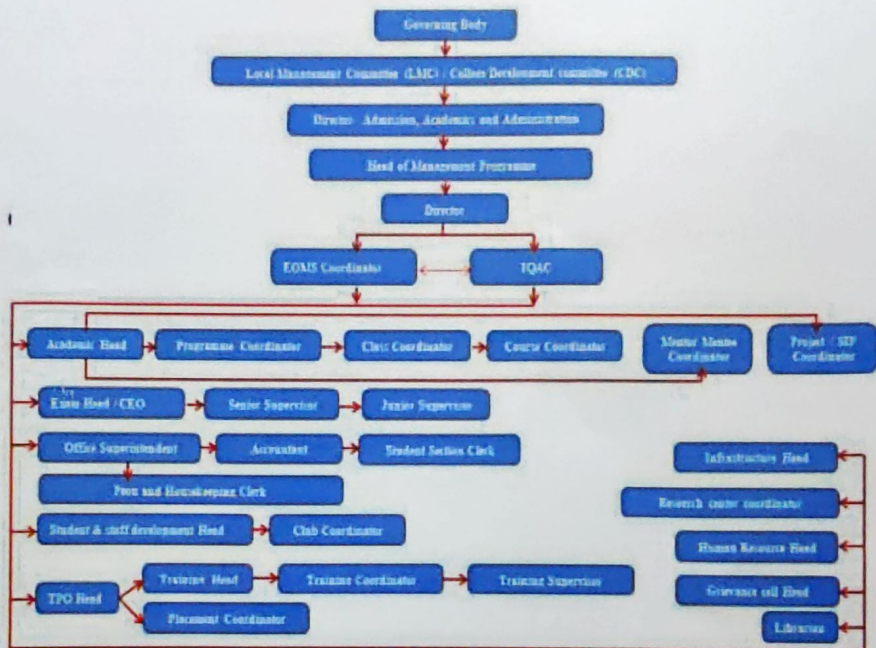 Governing Body
Local Management Committee (LMC) / College Development committee (CDC)
Director- Admission, Academics and Administration
Head of Management Programme
Director
EOMS Coordinator
IQAC
Academic Head
Programme Coordinator
Class Coordinator
Course Coordinator
Mentor Mentee
Coordinator
Project / SIP
Coordinator
Exam Head / CEO
Senior Supervisor
Junior Supervisor
Office Superintendent
Accountant
Student Section Clerk
Peon and Housekeeping Clerk
Infrastructure Head
Research center coordinator
Student & staff development Head
Club Coordinator
Human Resource Head
Training Head
Training Coordinator
Training Supervisor
Grievance cell Head
TPO Head
Placement Coordinator
Librarian